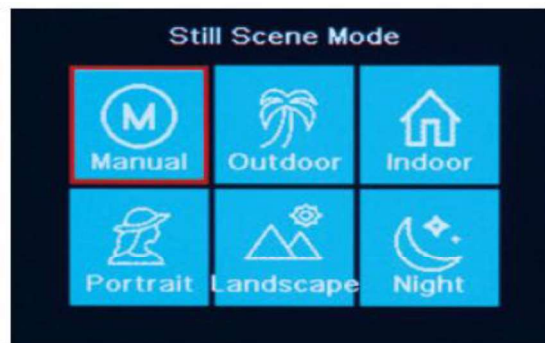 Still Scene Mode
M
Manual
Outdoor
Indoor
Portrait
Landscape
Night